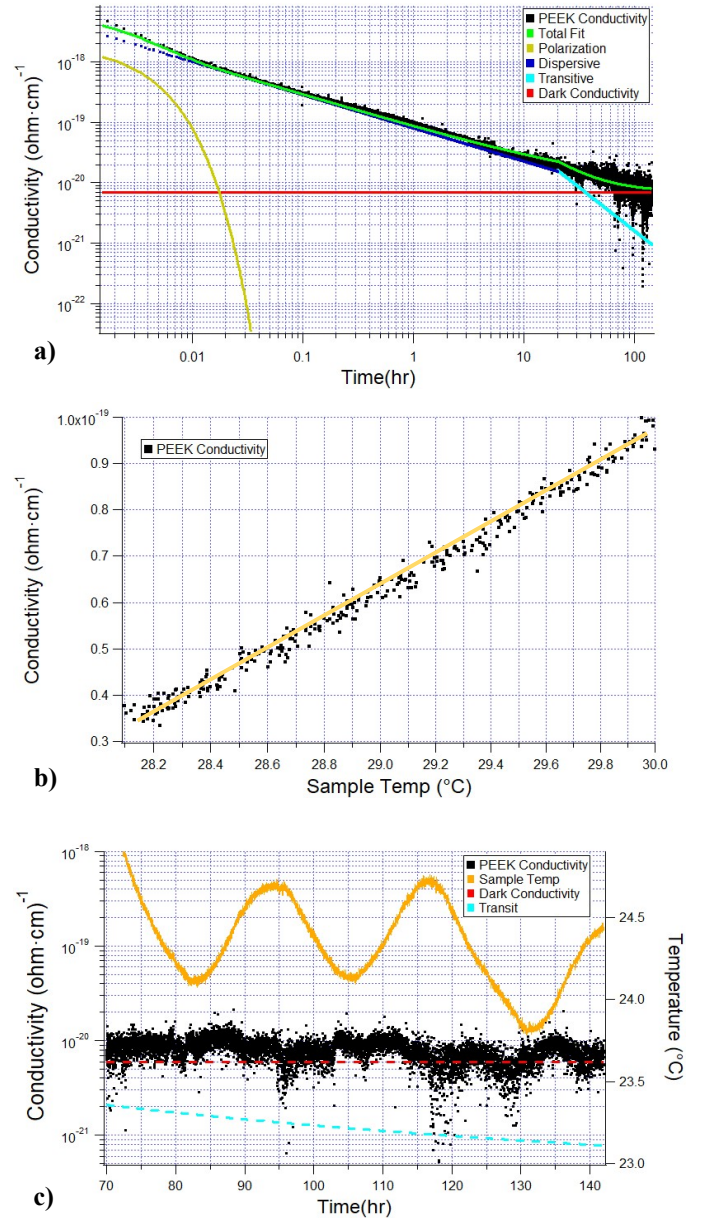 PEEK Conductivity
Total Fit
Polarization
Dispersive
Transitive
Dark Conductivity
Conductivity (ohm·cm)⁻¹
10⁻¹⁸
10⁻¹⁹
10⁻²⁰
10⁻²¹
10⁻²²
0.01 0.1 1 10 100
Time(hr)
a)
1.0x10⁻¹⁹
0.9
0.8
0.7
0.6
0.5
0.4
0.3
Conductivity (ohm·cm)⁻¹
PEEK Conductivity
28.2 28.4 28.6 28.8 29.0 29.2 29.4 29.6 29.8 30.0
Sample Temp (°C)
b)
10⁻¹⁸
10⁻¹⁹
10⁻²⁰
10⁻²¹
Conductivity (ohm·cm)⁻¹
PEEK Conductivity
Sample Temp
Dark Conductivity
Transit
24.5
24.0
23.5
23.0
Temperature (°C)
70 80 90 100 110 120 130 140
Time(hr)
c)